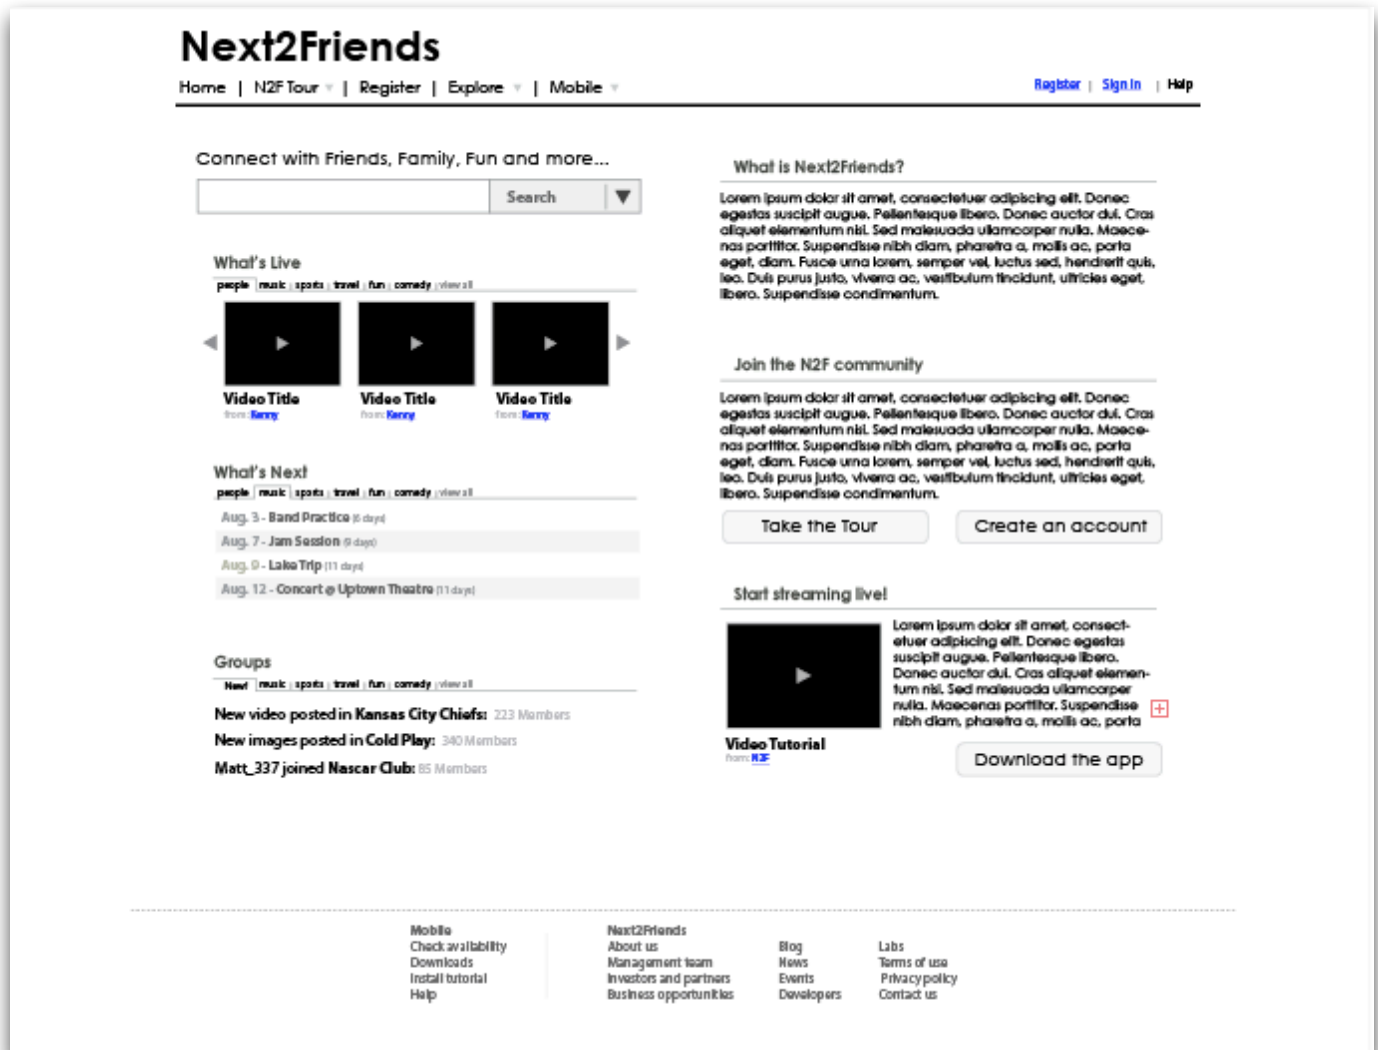 Next2Friends
Home | N2F Tour | Register | Explore | Mobile
Register | Sign In | Help
Connect with Friends, Family, Fun and more...
Search
What's Live
people music sports travel fun comedy view all
Video Title Video Title Video Title
from: Kenny from: Kenny from: Kenny
What's Next
people music sports travel fun comedy view all
Aug. 3 - Band Practice (6 days)
Aug. 7 - Jam Session (9 days)
Aug. 9 - Lake Trip (11 days)
Aug. 12 - Concert @ Uptown Theatre (11 days)
Groups
New! music sports travel fun comedy view all
New video posted in Kansas City Chiefs: 223 Members
New images posted in Cold Play: 340 Members
Matt_337 joined Nascar Club: 85 Members
What is Next2Friends?
Lorem ipsum dolor sit amet, consectetuer adipiscing elit. Donec
egestas suscipit augue. Pellentesque libero. Donec auctor dui. Cras
aliquet elementum nisl. Sed malesuada ullamcorper nulla. Maece-
nas porttitor. Suspendisse nibh diam, pharetra a, mollis ac, porta
eget, diam. Fusce urna lorem, semper vel, luctus sed, hendrerit quis,
leo. Duis purus justo, viverra ac, vestibulum tincidunt, ultricies eget,
libero. Suspendisse condimentum.
Join the N2F community
Lorem ipsum dolor sit amet, consectetuer adipiscing elit. Donec
egestas suscipit augue. Pellentesque libero. Donec auctor dui. Cras
aliquet elementum nisl. Sed malesuada ullamcorper nulla. Maece-
nas porttitor. Suspendisse nibh diam, pharetra a, mollis ac, porta
eget, diam. Fusce urna lorem, semper vel, luctus sed, hendrerit quis,
leo. Duis purus justo, viverra ac, vestibulum tincidunt, ultricies eget,
libero. Suspendisse condimentum.
Take the Tour Create an account
Start streaming live!
Lorem ipsum dolor sit amet, consect-
etuer adipiscing elit. Donec egestas
suscipit augue. Pellentesque libero.
Donec auctor dui. Cras aliquet elemen-
tum nisl. Sed malesuada ullamcorper
nulla. Maecenas porttitor. Suspendisse
nibh diam, pharetra a, mollis ac, porta
Video Tutorial
from: N2F
Download the app
Mobile
Check availability
Downloads
Install tutorial
Help
Next2Friends
About us
Management team
Investors and partners
Business opportunities
Blog
News
Events
Developers
Labs
Terms of use
Privacy policy
Contact us